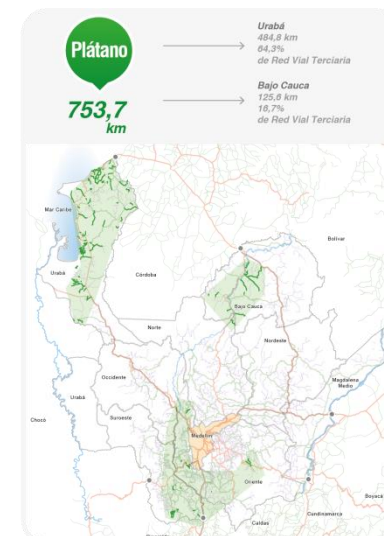 Plátano
753,7
km
Urabá
484,8 km
64,3%
de Red Vial Terciaria
Bajo Cauca
125,6 km
16,7%
de Red Vial Terciaria
Mar Caribe
Urabá
Córdoba
Bolívar
Bajo Cauca
Norte
Nordeste
Occidente
Magdalena
Medio
Urabá
Suroeste
Chocó
Medellín
Oriente
Boyacá
Caldas
Cundinamarca